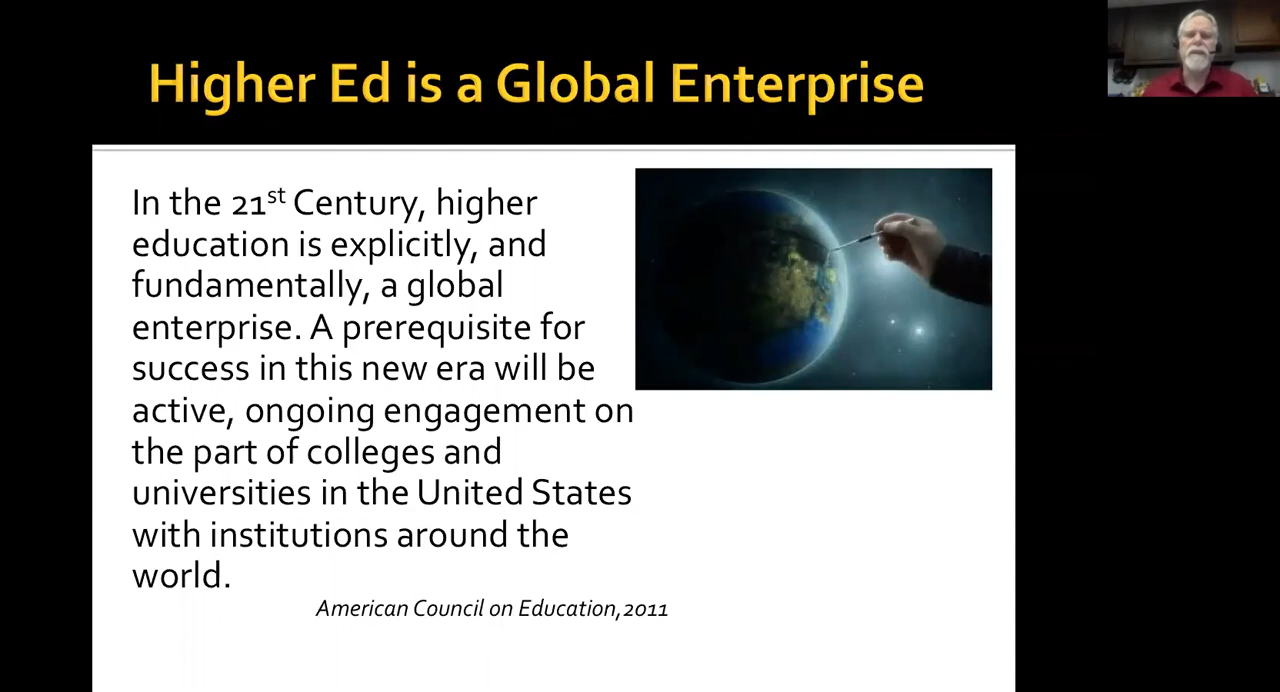 Higher Ed is a Global Enterprise
In the 21st Century, higher
education is explicitly, and
fundamentally, a global
enterprise. A prerequisite for
success in this new era will be
active, ongoing engagement on
the part of colleges and
universities in the United States
with institutions around the
world.
American Council on Education,2011